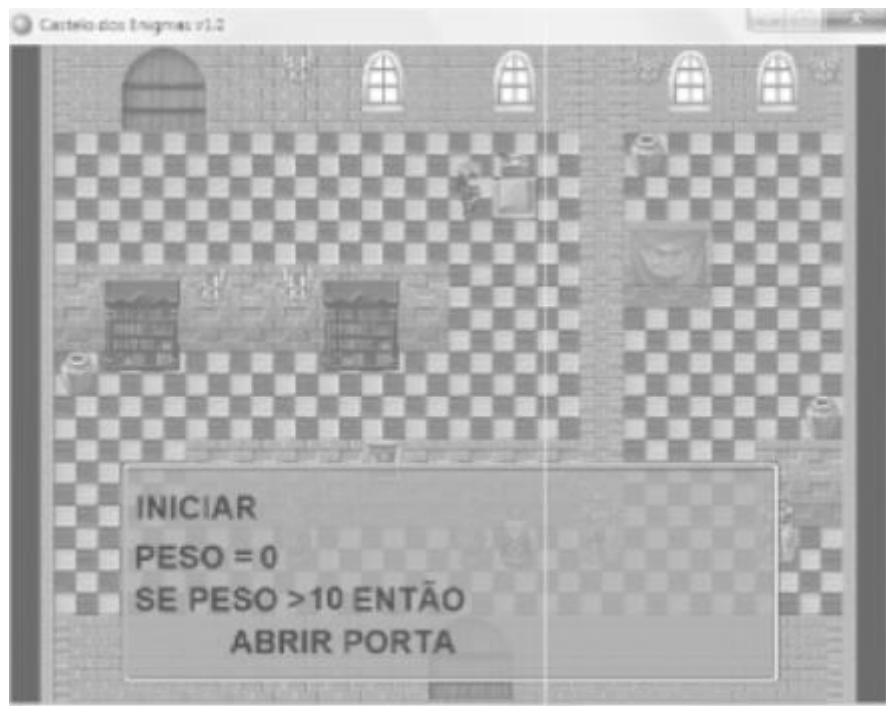 Castelo dos Enigmas v1.2
INICIAR
PESO = 0
SE PESO >10 ENTÃO
ABRIR PORTA